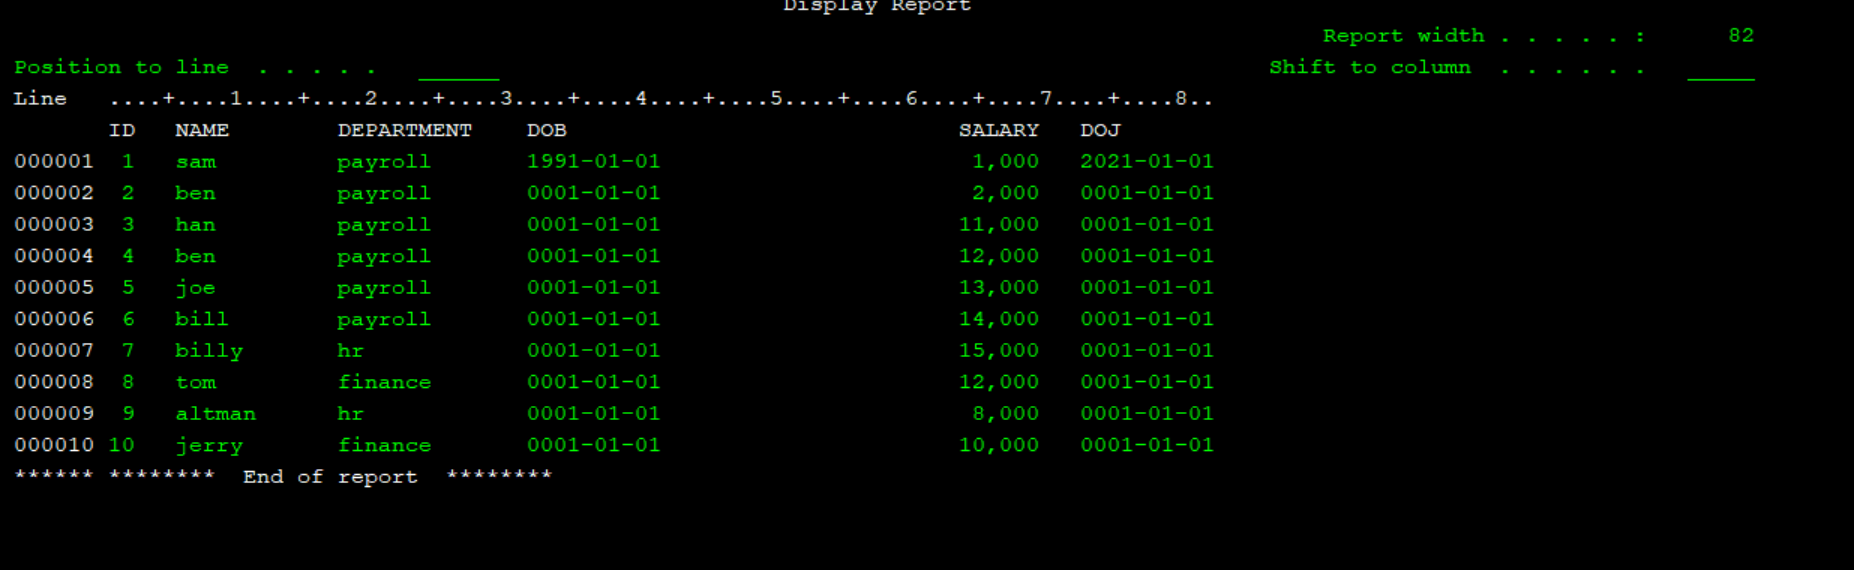 Display Report
Report width . . . . . :      82
Position to line  . . . . .   ______      Shift to column  . . . . . .   _____
Line   ....+....1....+....2....+....3....+....4....+....5....+....6....+....7....+....8..
       ID   NAME        DEPARTMENT    DOB                             SALARY   DOJ
000001  1   sam         payroll       1991-01-01                       1,000   2021-01-01
000002  2   ben         payroll       0001-01-01                       2,000   0001-01-01
000003  3   han         payroll       0001-01-01                      11,000   0001-01-01
000004  4   ben         payroll       0001-01-01                      12,000   0001-01-01
000005  5   joe         payroll       0001-01-01                      13,000   0001-01-01
000006  6   bill        payroll       0001-01-01                      14,000   0001-01-01
000007  7   billy       hr            0001-01-01                      15,000   0001-01-01
000008  8   tom         finance       0001-01-01                      12,000   0001-01-01
000009  9   altman      hr            0001-01-01                       8,000   0001-01-01
000010 10   jerry       finance       0001-01-01                      10,000   0001-01-01
****** ********  End of report  ********